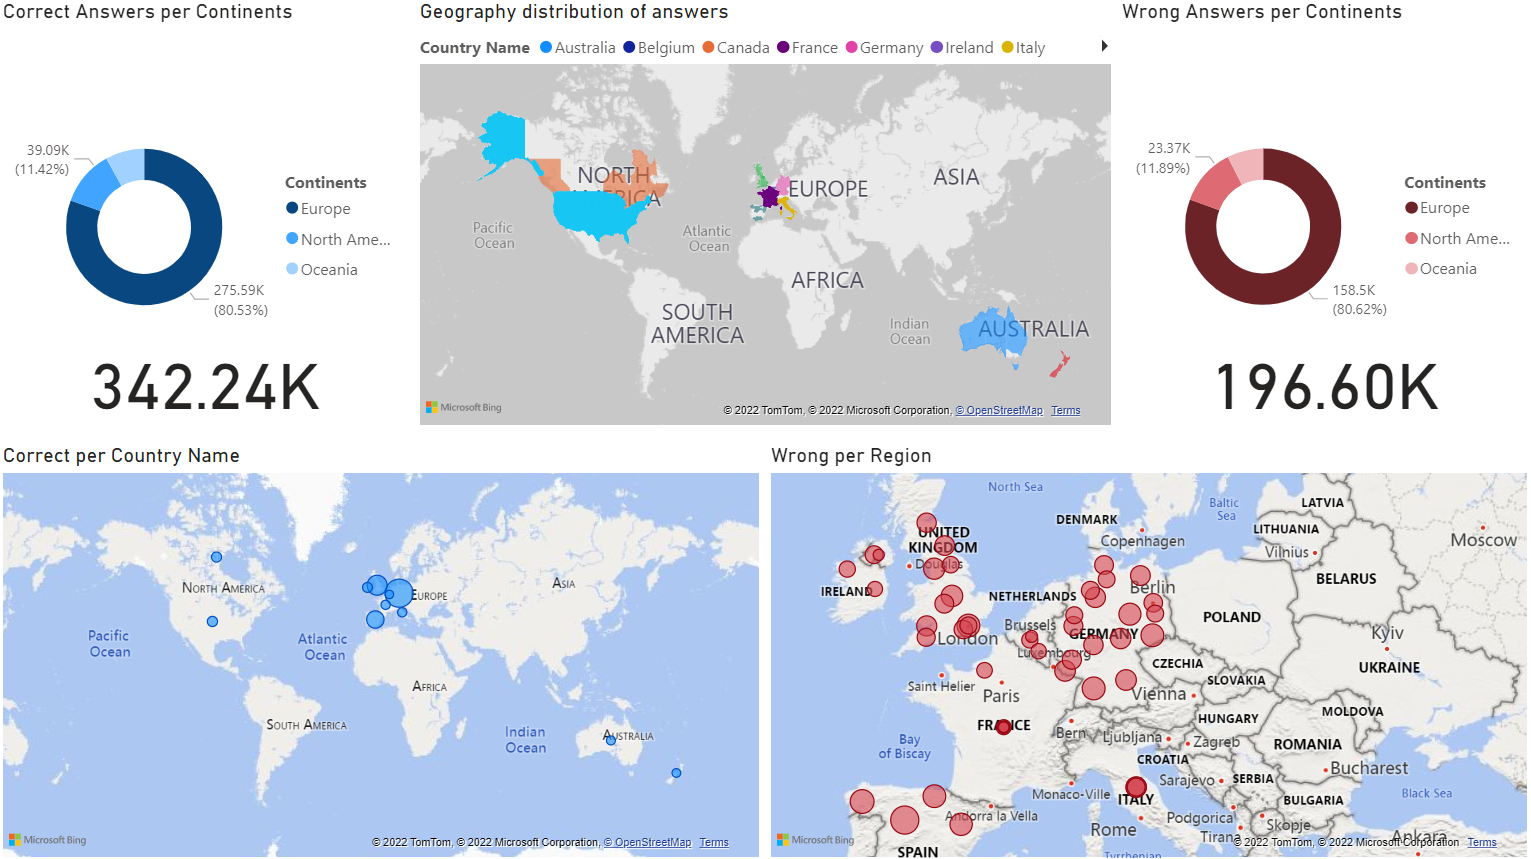 Correct Answers per Continents
39.09K
(11.42%)
275.59K
(80.53%)
Continents
Europe
North Ame...
Oceania
342.24K
Geography distribution of answers
Country Name Australia Belgium Canada France Germany Ireland Italy
NORTH
AMERICA
EUROPE
ASIA
Pacific
Ocean
Atlantic
Ocean
AFRICA
SOUTH
AMERICA
Indian
Ocean
AUSTRALIA
Microsoft Bing
© 2022 TomTom, © 2022 Microsoft Corporation, © OpenStreetMap Terms
Wrong Answers per Continents
23.37K
(11.89%)
158.5K
(80.62%)
Continents
Europe
North Ame...
Oceania
196.60K
Correct per Country Name
NORTH AMERICA
EUROPE
ASIA
Pacific
Ocean
Atlantic
Ocean
AFRICA
SOUTH AMERICA
Indian
Ocean
AUSTRALIA
Microsoft Bing
© 2022 TomTom, © 2022 Microsoft Corporation, © OpenStreetMap Terms
Wrong per Region
North Sea
Baltic
Sea
LATVIA
DENMARK
LITHUANIA
UNITED
KINGDOM
Copenhagen
Moscow
Vilnius
Douglas
BELARUS
IRELAND
NETHERLANDS
Berlin
POLAND
Brussels
London
GERMANY
Kyiv
Luxembourg
CZECHIA
UKRAINE
Saint Helier
Paris
SLOVAKIA
Vienna
MOLDOVA
FRANCE
HUNGARY
Bern
Ljubljana
Zagreb
ROMANIA
Bay
of Biscay
CROATIA
Bucharest
Sarajevo
SERBIA
Monaco-Ville
ITALY
BULGARIA
Black Sea
Andorra la Vella
Rome
Podgorica
Skopje
Tirana
Ankara
SPAIN
Tyrrhenian
Microsoft Bing
© 2022 TomTom, © 2022 Microsoft Corporation Terms